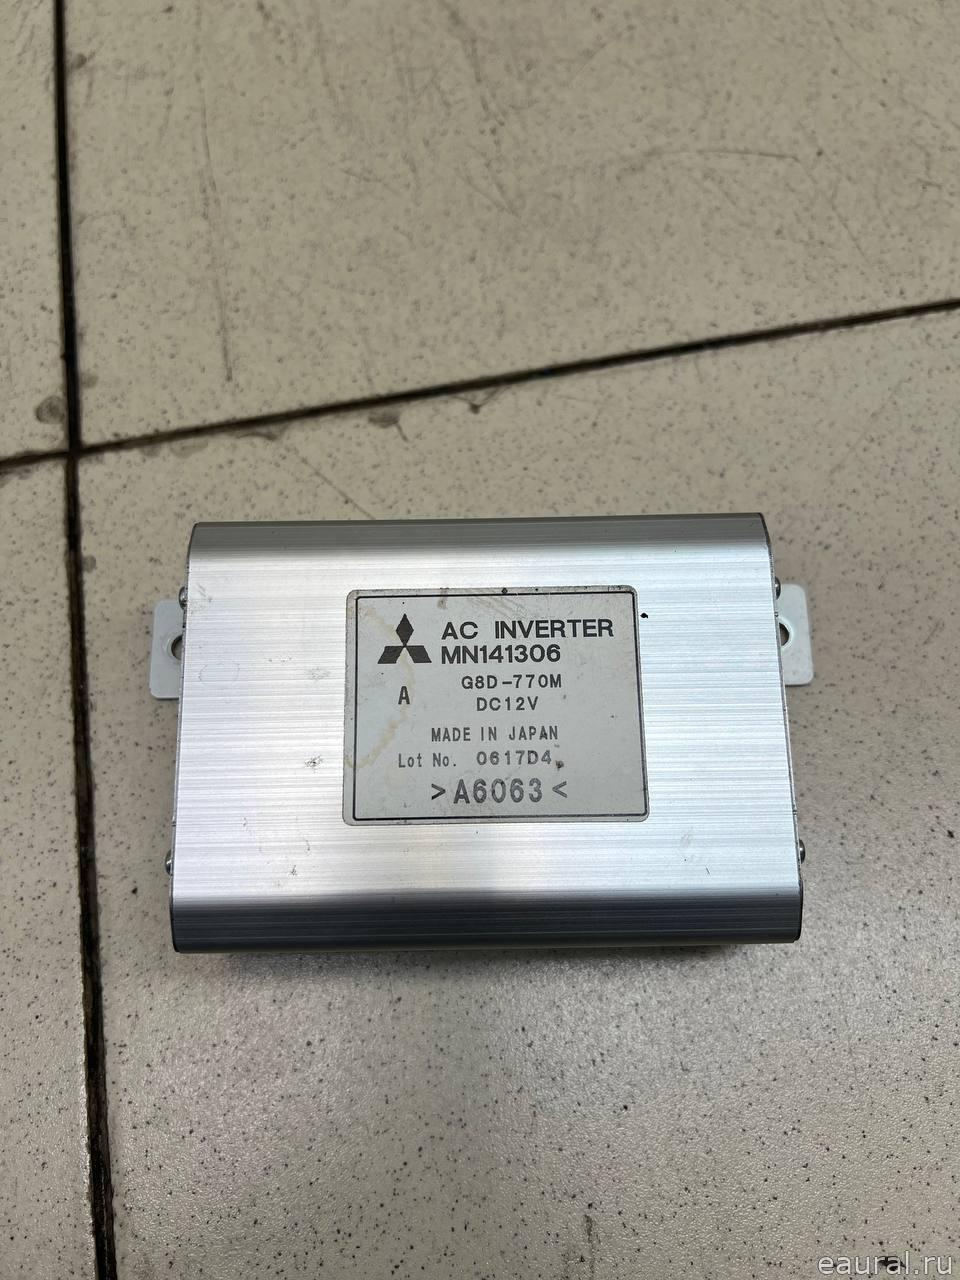 AC INVERTER
MN141306
G8D-770M
A
DC12V
MADE IN JAPAN
Lot No. 0617D4
>A6063<
eaural.ru